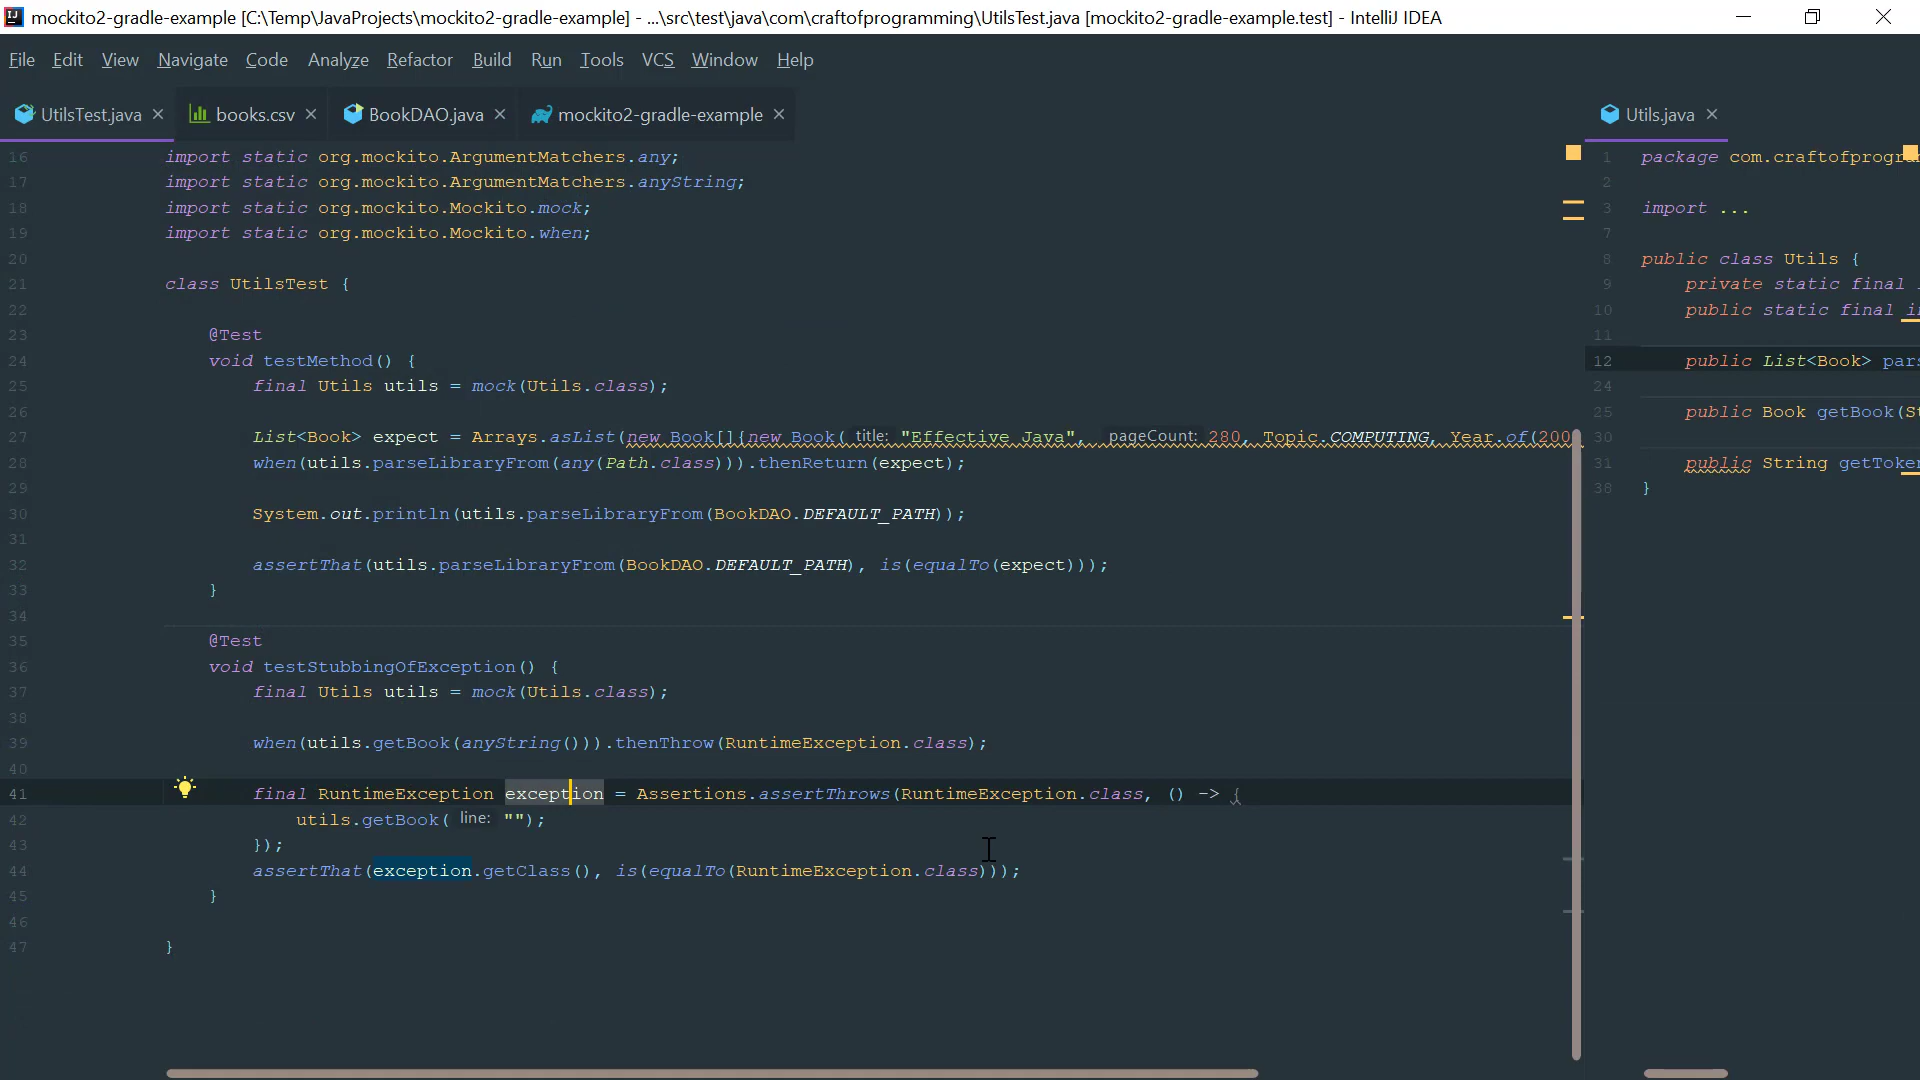 mockito2-gradle-example [C:\Temp\JavaProjects\mockito2-gradle-example] - ...\src\test\java\com\craftofprogramming\UtilsTest.java [mockito2-gradle-example.test] - IntelliJ IDEA
File Edit View Navigate Code Analyze Refactor Build Run Tools VCS Window Help
UtilsTest.java books.csv BookDAO.java mockito2-gradle-example
16 import static org.mockito.ArgumentMatchers.any;
17 import static org.mockito.ArgumentMatchers.anyString;
18 import static org.mockito.Mockito.mock;
19 import static org.mockito.Mockito.when;
20
21 class UtilsTest {
22
23 @Test
24 void testMethod() {
25 final Utils utils = mock(Utils.class);
26
27 List<Book> expect = Arrays.asList(new Book[]{new Book( title: "Effective Java", pageCount: 280, Topic.COMPUTING, Year.of(200
28 when(utils.parseLibraryFrom(any(Path.class))).thenReturn(expect);
29
30 System.out.println(utils.parseLibraryFrom(BookDAO.DEFAULT_PATH));
31
32 assertThat(utils.parseLibraryFrom(BookDAO.DEFAULT_PATH), is(equalTo(expect)));
33 }
34
35 @Test
36 void testStubbingOfException() {
37 final Utils utils = mock(Utils.class);
38
39 when(utils.getBook(anyString())).thenThrow(RuntimeException.class);
40
41 final RuntimeException exception = Assertions.assertThrows(RuntimeException.class, () -> {
42 utils.getBook( line: "");
43 });
44 assertThat(exception.getClass(), is(equalTo(RuntimeException.class)));
45 }
46
47 }
Utils.java
1 package com.craftofprogra
2
3 import ...
7
8 public class Utils {
9 private static final
10 public static final i
11
12 public List<Book> pars
24
25 public Book getBook(St
30
31 public String getToken
38 }